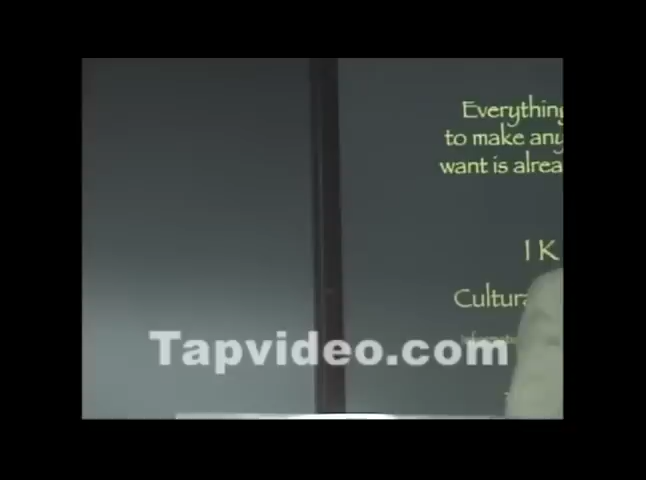 Everything
to make any
want is alrea
I K
Cultura
Tapvideo.com